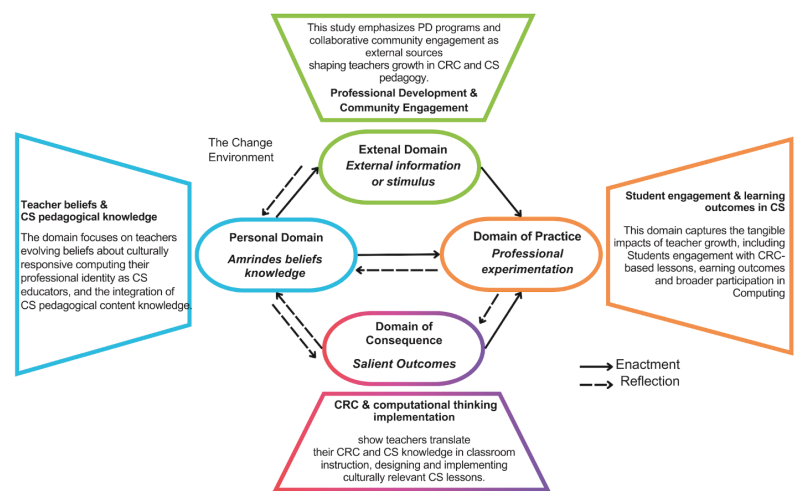 This study emphasizes PD programs and
collaborative community engagement as
external sources
shaping teachers growth in CRC and CS
pedagogy.
Professional Development &
Community Engagement
The Change
Environment
Extenal Domain
External information
or stimulus
Teacher beliefs &
CS pedagogical knowledge
The domain focuses on teachers
evolving beliefs about culturally
responsive computing their
professional identity as CS
educators, and the integration
of CS pedagogical content knowledge.
Personal Domain
Amrindes beliefs
knowledge
Domain of Practice
Professional
experimentation
Student engagement & learning
outcomes in CS
This domain captures the tangible
impacts of teacher growth, including
Students engagement with CRC-
based lessons, earning outcomes
and broader participation in
Computing
Domain of
Consequence
Salient Outcomes
Enactment
Reflection
CRC & computational thinking
implementation
show teachers translate
their CRC and CS knowledge in classroom
instruction, designing and implementing
culturally relevant CS lessons.